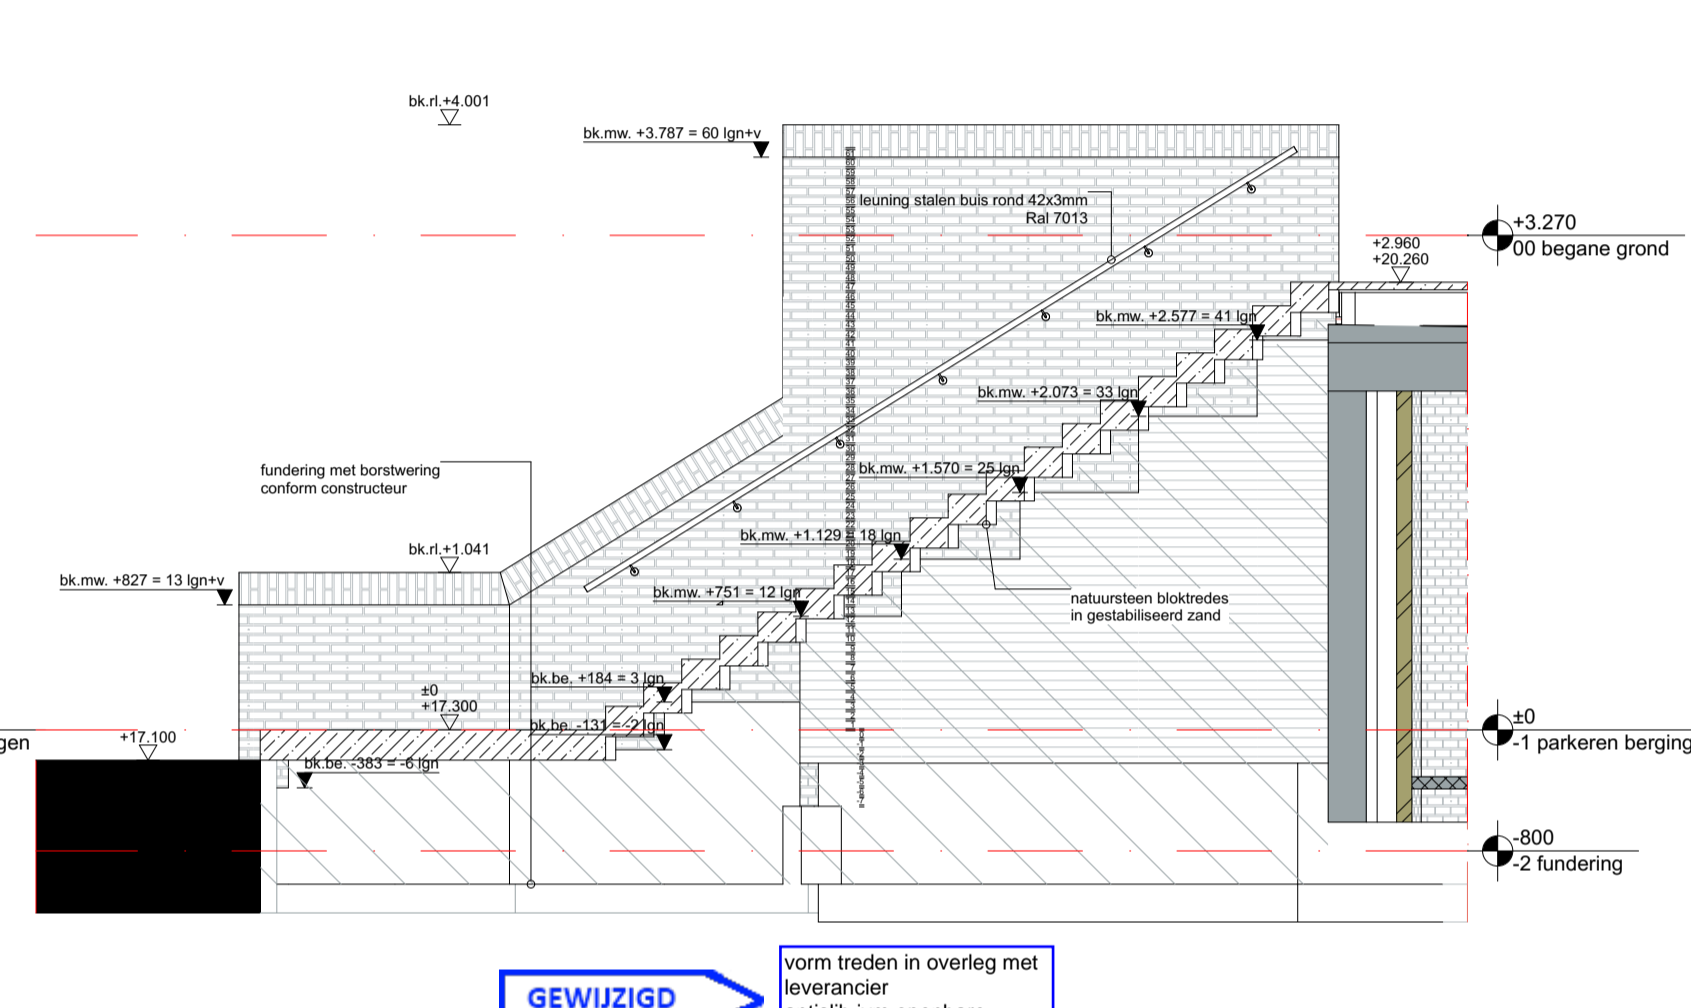 bk.rl.+4.001
bk.mw. +3.787 = 60 lgn+v
leuning stalen buis rond 42x3mm
Ral 7013
+3.270
00 begane grond
+2.960
+20.260
bk.mw. +2.577 = 41 lgn
bk.mw. +2.073 = 33 lgn
fundering met borstwering
conform constructeur
bk.mw. +1.570 = 25 lgn
bk.mw. +1.129 = 18 lgn
bk.rl.+1.041
bk.mw. +827 = 13 lgn+v
bk.mw. +751 = 12 lgn
natuursteen bloktredes
in gestabiliseerd zand
bk.be. +184 = 3 lgn
±0
+17.300
bk.be. -131 = -2 lgn
±0
-1 parkeren berging
gen
+17.100
bk.be. -383 = -6 lgn
-800
-2 fundering
GEWIJZIGD
vorm treden in overleg met
leverancier